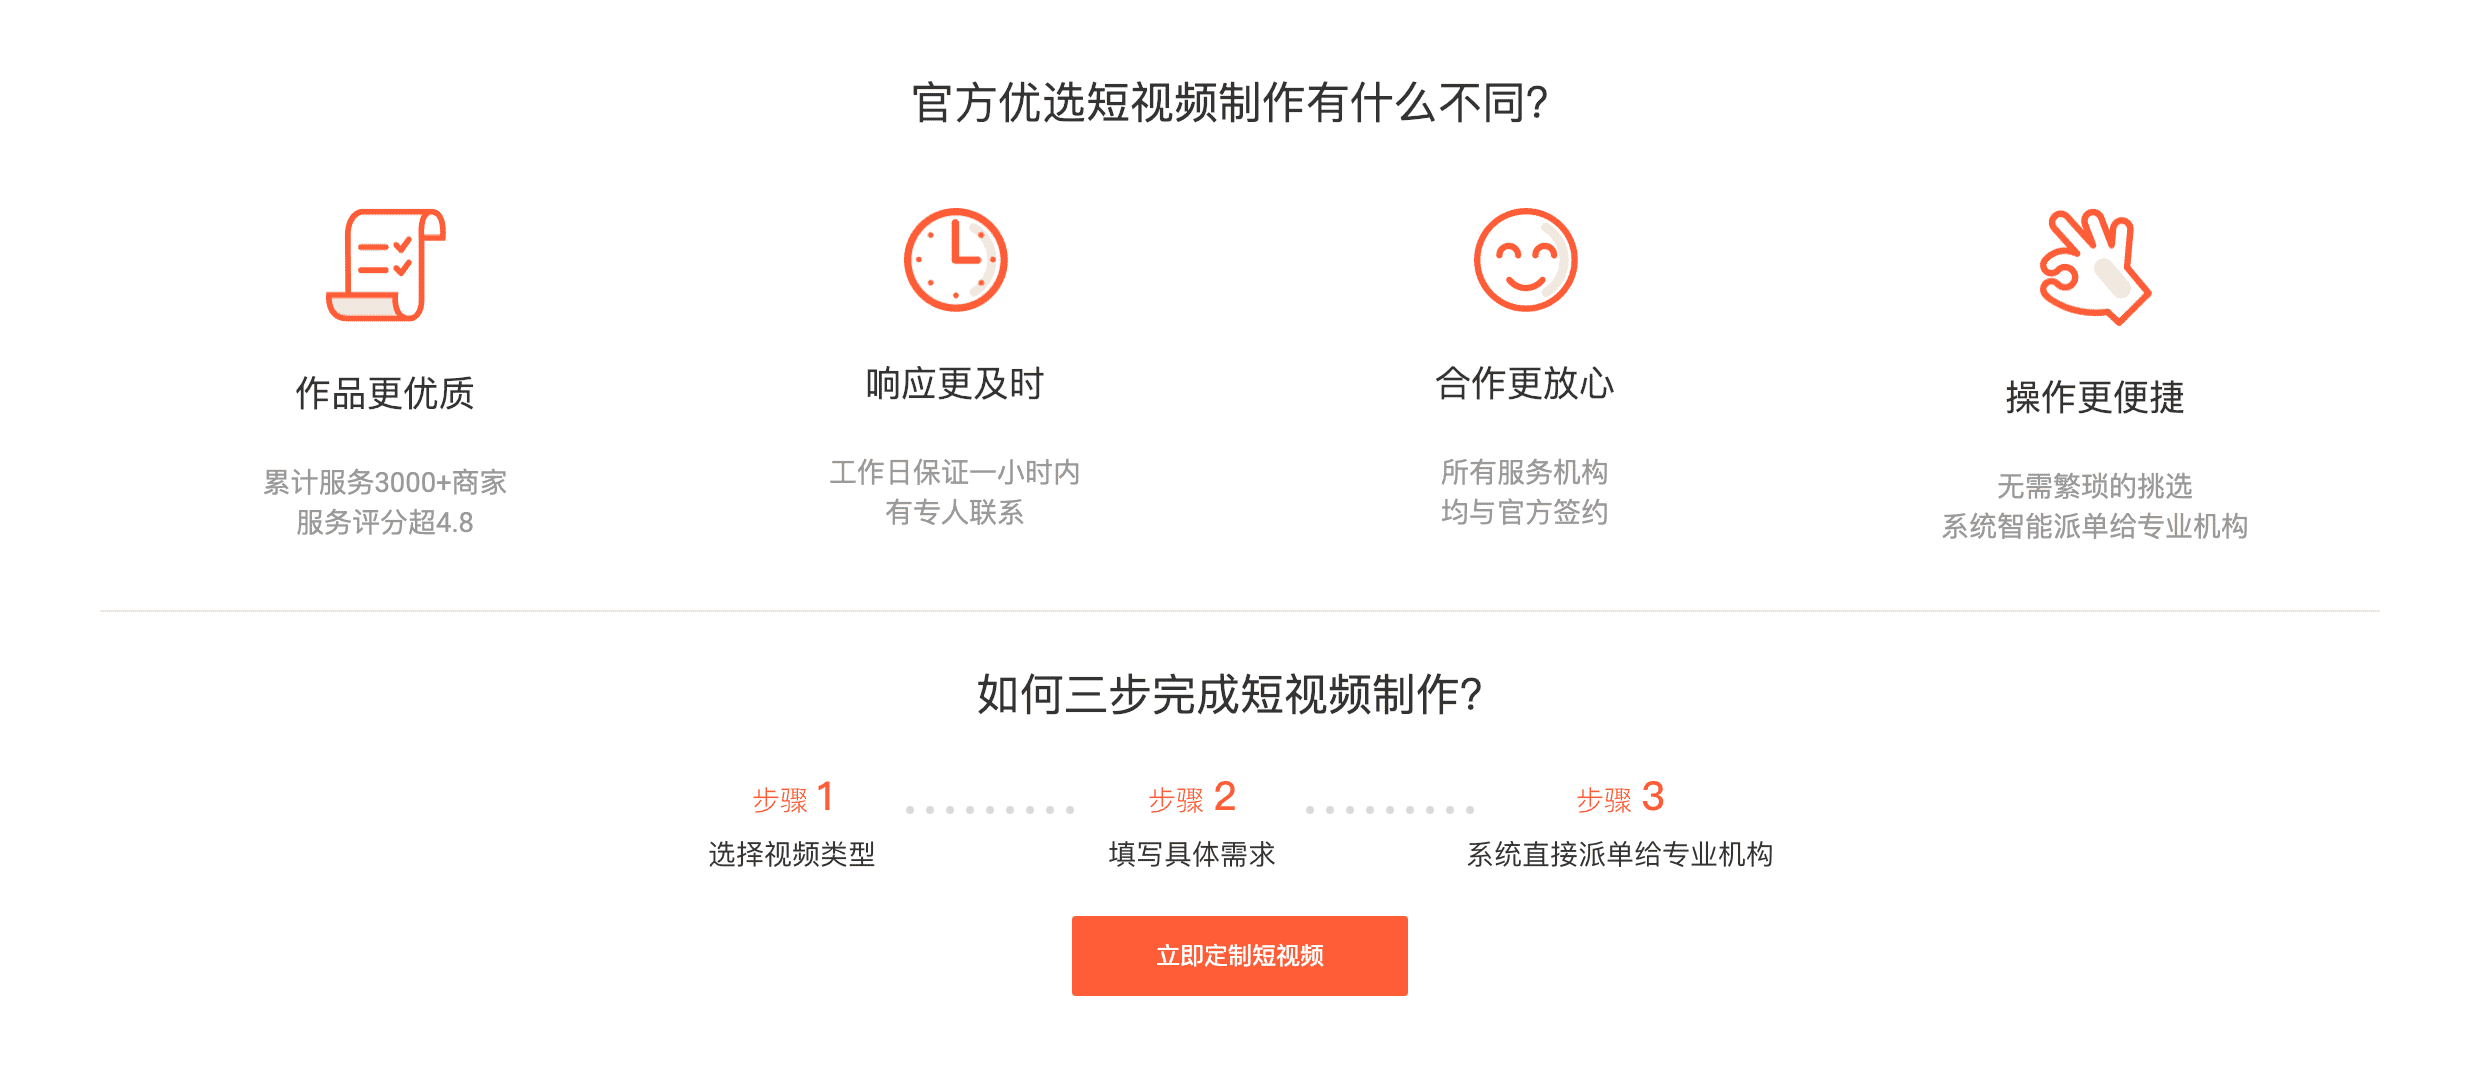 官方优选短视频制作有什么不同?
作品更优质
累计服务3000+商家
服务评分超4.8
响应更及时
工作日保证一小时内
有专人联系
合作更放心
所有服务机构
均与官方签约
操作更便捷
无需繁琐的挑选
系统智能派单给专业机构
如何三步完成短视频制作?
步骤 1
选择视频类型
步骤 2
填写具体需求
步骤 3
系统直接派单给专业机构
立即定制短视频